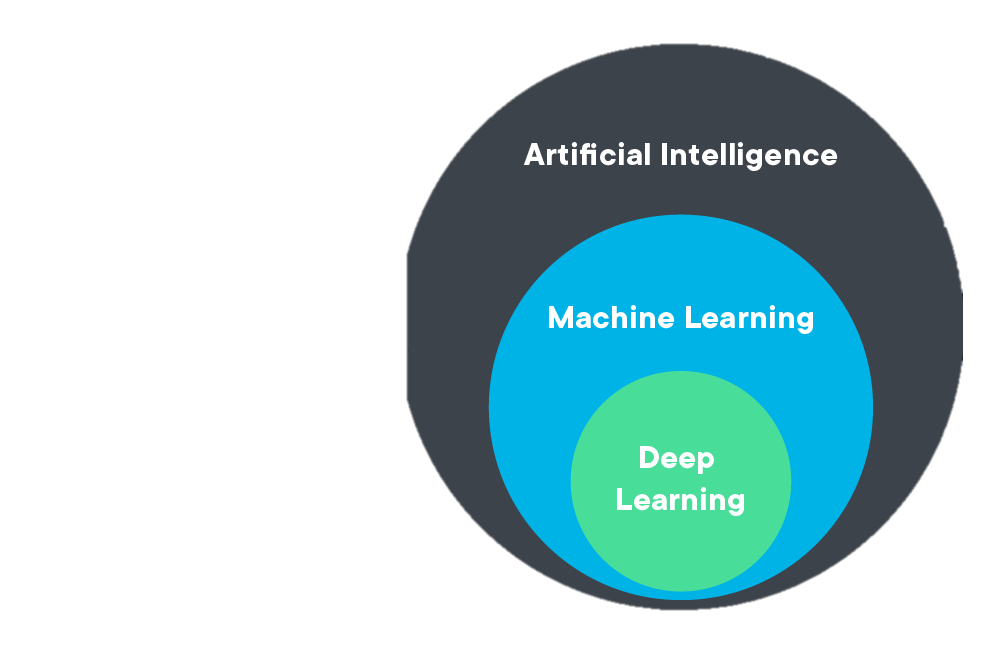 Artificial Intelligence
Machine Learning
Deep
Learning